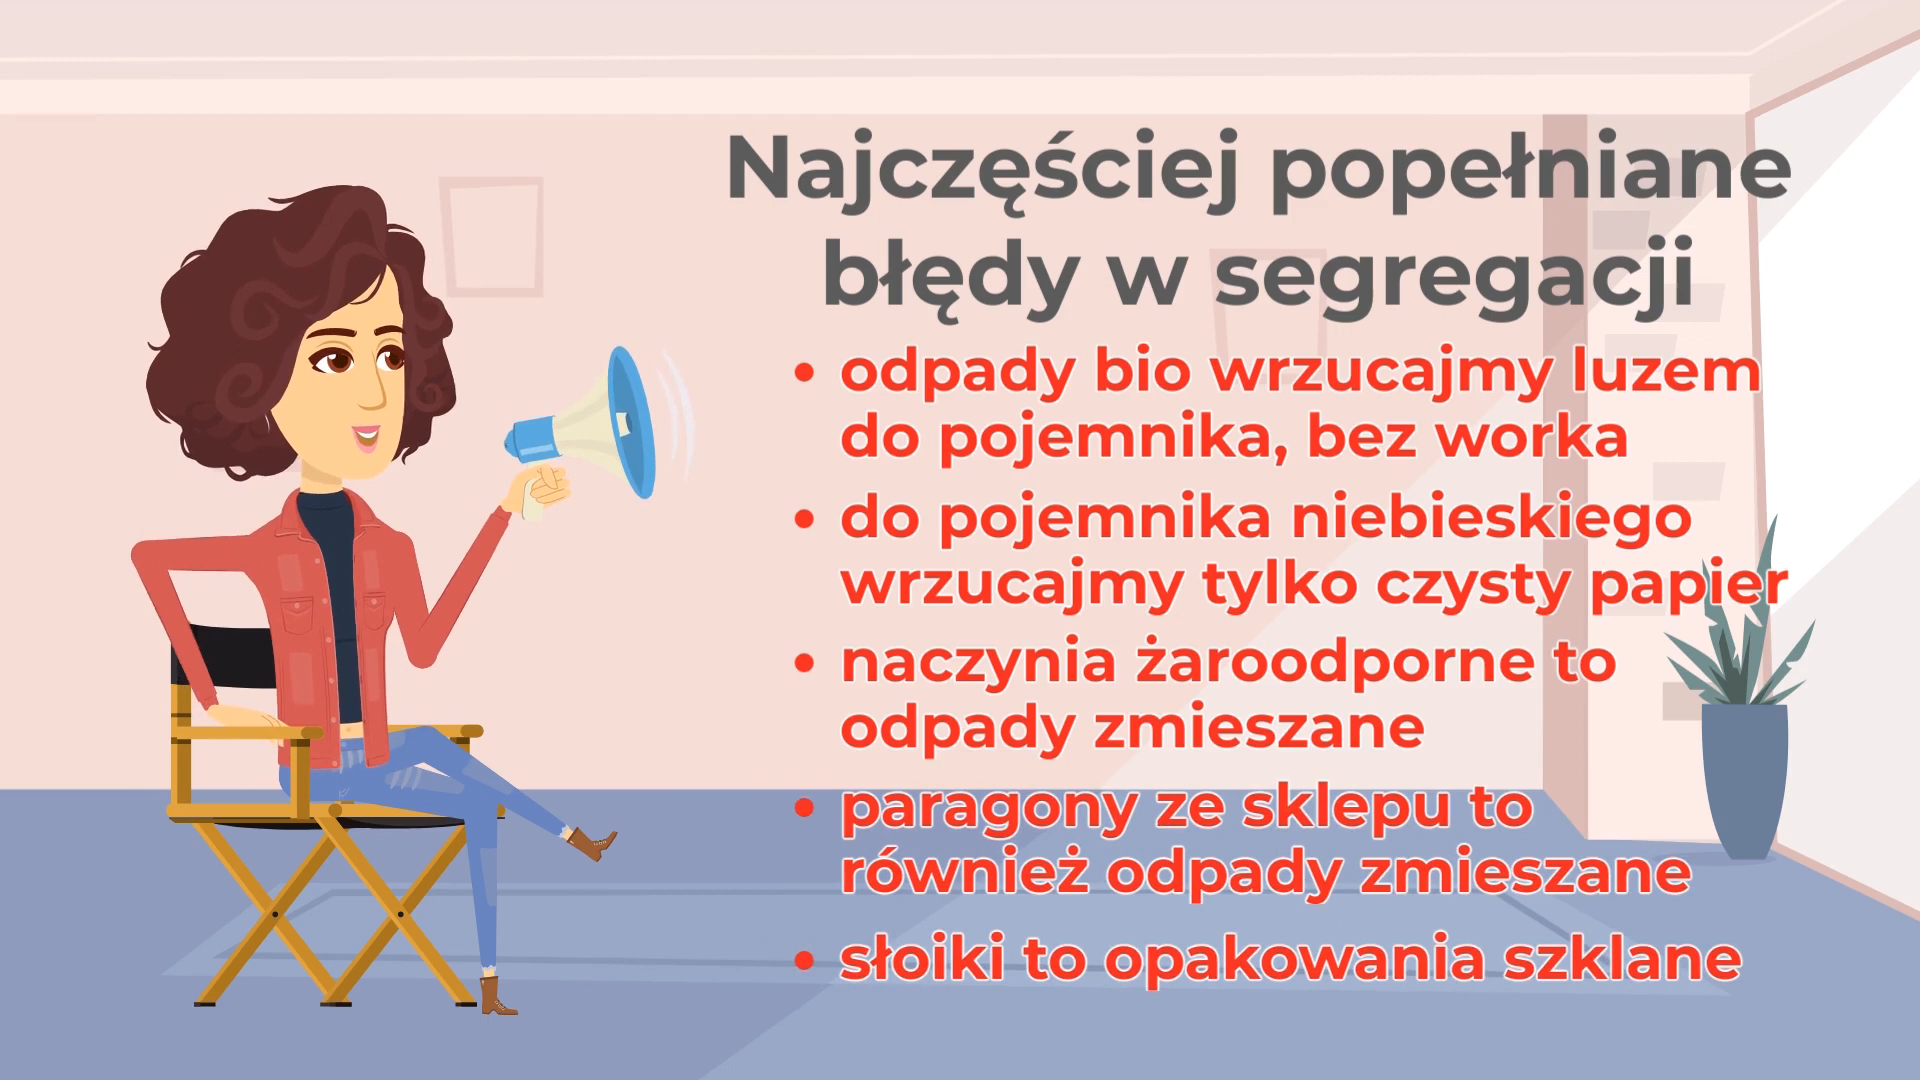 Najczęściej popełniane
błędy w segregacji
• odpady bio wrzucajmy luzem
do pojemnika, bez worka
• do pojemnika niebieskiego
wrzucajmy tylko czysty papier
• naczynia żaroodporne to
odpady zmieszane
• paragony ze sklepu to
również odpady zmieszane
• słoiki to opakowania szklane